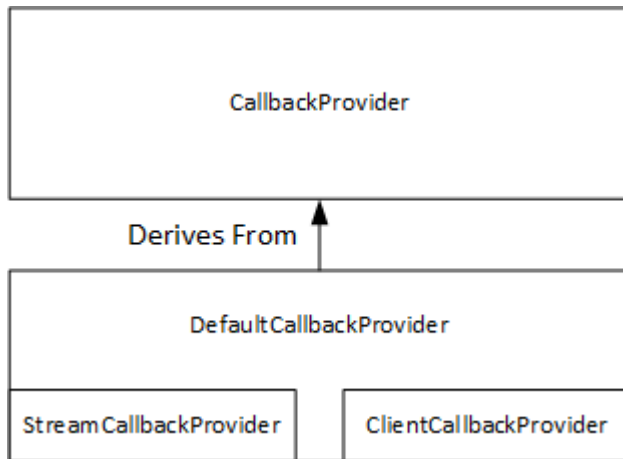 CallbackProvider
Derives From
DefaultCallbackProvider
StreamCallbackProvider
ClientCallbackProvider